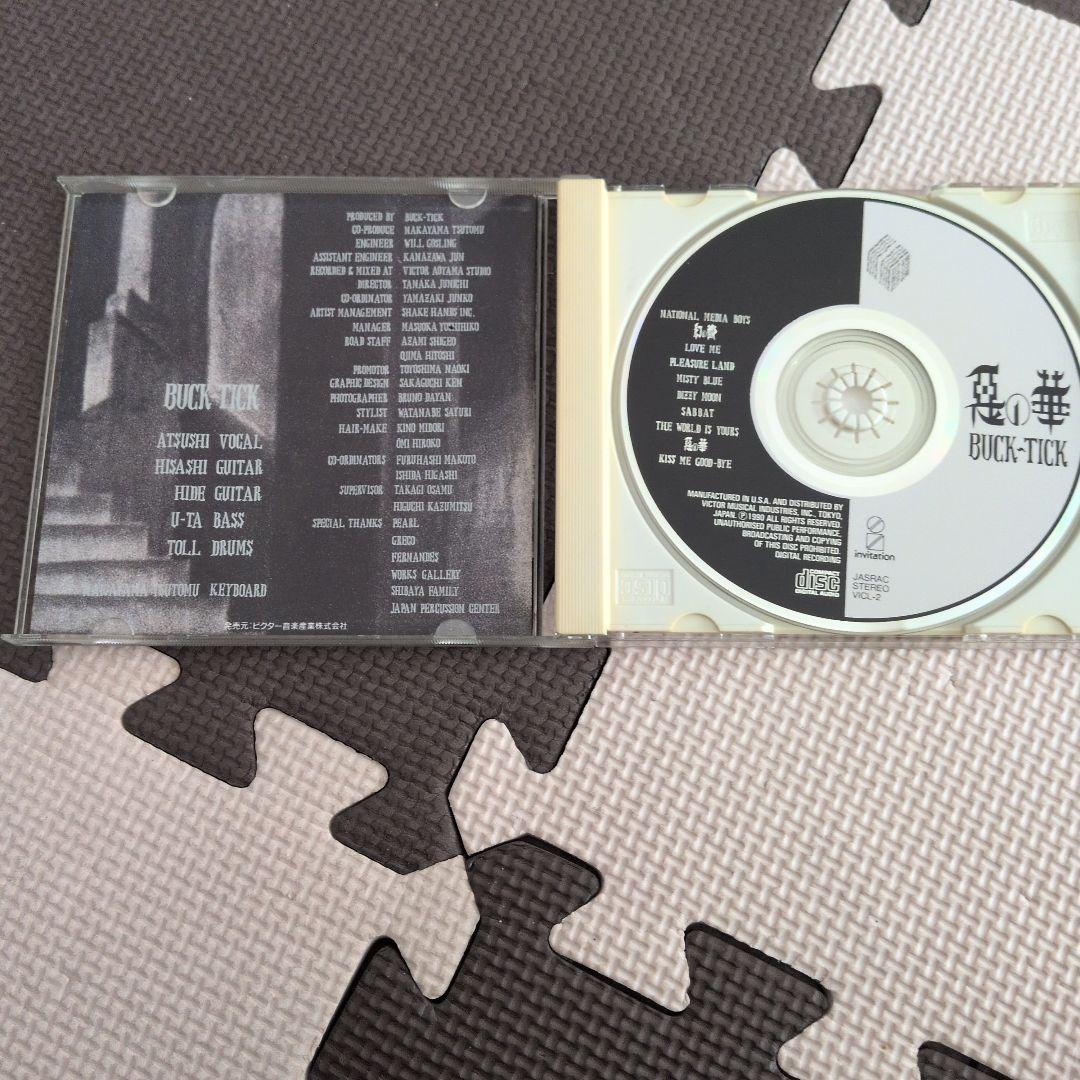 BUCK-TICK
ATSUSHI VOCAL
HISASHI GUITAR
HIDE GUITAR
U-TA BASS
TOLL DRUMS
TSUTOMU KEYBOARD
PRODUCED BY BUCK-TICK
CO-PRODUCE NAKAYAMA TSUTOMU
ENGINEER WILL GOSLING
ASSISTANT ENGINEER KANAZAWA JUN
RECORDED & MIXED AT VICTOR AOYAMA STUDIO
DIRECTOR TANAKA JUNICHI
CO-ORDINATOR YAMAZAKI JUNKO
ARTIST MANAGEMENT SHAKE HANDS INC.
MANAGER MASUOKA YOSHIHIKO
ROAD STAFF AZAMI SHIGEO
OJIMA HITOSHI
PROMOTOR TOYOSHIMA NAOKI
GRAPHIC DESIGN SAKAGUCHI KEN
PHOTOGRAPHER BRUNO DAYAN
STYLIST WATANABE SAYURI
HAIR-MAKE KINO MIDORI
OMI HIROKO
CO-ORDINATORS FURUHASHI MAKOTO
ISHIDA HIGASHI
SUPERVISOR TAKAGI OSAMU
HIGUCHI KAZUMITSU
SPECIAL THANKS PEARL
GRECO
FERNANDES
WORKS GALLERY
SHIBAYA FAMILY
JAPAN PERCUSSION CENTER
発売元:ビクター音楽産業株式会社
NATIONAL MEDIA BOYS
幻の都
LOVE ME
PLEASURE LAND
MISTY BLUE
DIZZY MOON
SABBAT
THE WORLD IS YOURS
惡の華
KISS ME GOOD-BYE
惡の華
BUCK-TICK
MANUFACTURED IN U.S.A. AND DISTRIBUTED BY
VICTOR MUSICAL INDUSTRIES, INC., TOKYO,
JAPAN. Ⓟ 1990 ALL RIGHTS RESERVED.
UNAUTHORISED PUBLIC PERFORMANCE,
BROADCASTING AND COPYING
OF THIS DISC PROHIBITED.
DIGITAL RECORDING
COMPACT
disc
DIGITAL AUDIO
invitation
JASRAC
STEREO
VICL-2